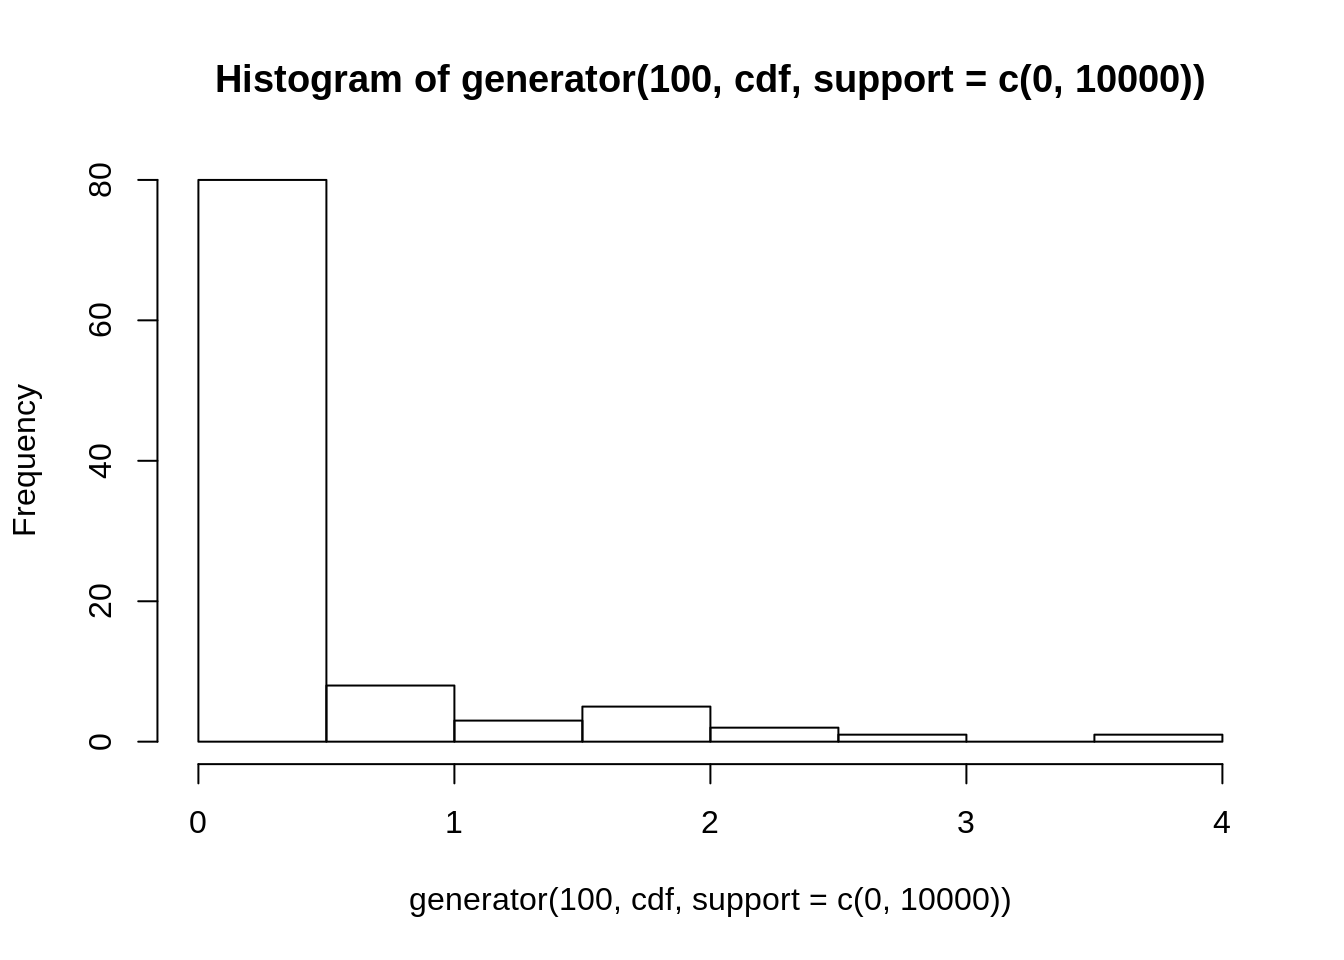 Histogram of generator(100, cdf, support = c(0, 10000))
80
60
40
20
0
Frequency
0 1 2 3 4
generator(100, cdf, support = c(0, 10000))